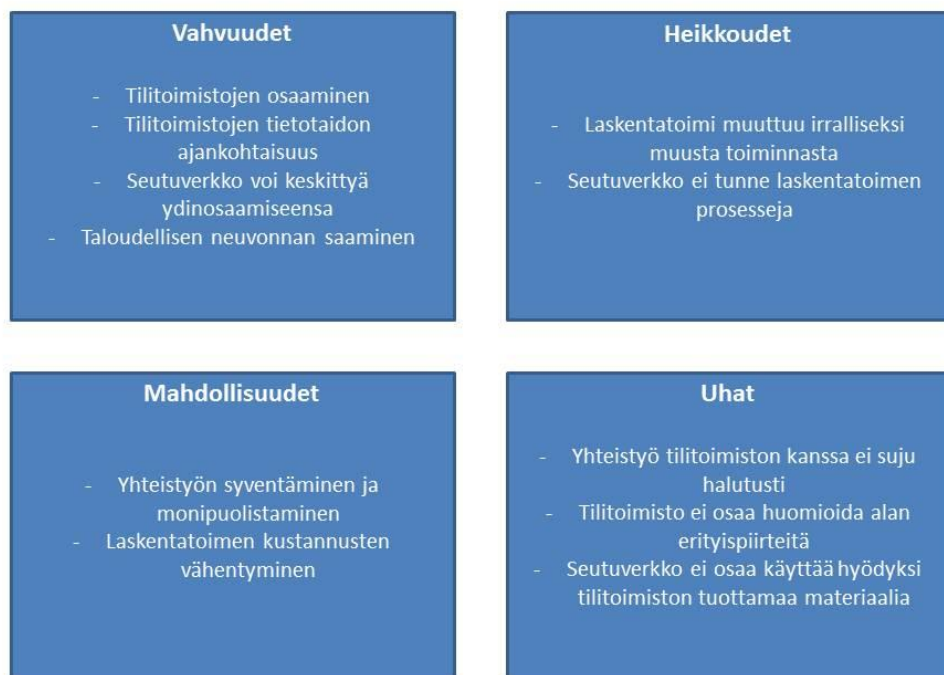 Vahvuudet
- Tilitoimistojen osaaminen
- Tilitoimistojen tietotaidon
ajankohtaisuus
- Seutuverkko voi keskittyä
ydinosaamiseensa
- Taloudellisen neuvonnan saaminen
Heikkoudet
- Laskentatoimi muuttuu irralliseksi
muusta toiminnasta
- Seutuverkko ei tunne laskentatoimen
prosesseja
Mahdollisuudet
- Yhteistyön syventäminen ja
monipuolistaminen
- Laskentatoimen kustannusten
vähentyminen
Uhat
- Yhteistyö tilitoimiston kanssa ei suju
halutusti
- Tilitoimisto ei osaa huomioida alan
erityispiirteitä
- Seutuverkko ei osaa käyttää hyödyksi
tilitoimiston tuottamaa materiaalia